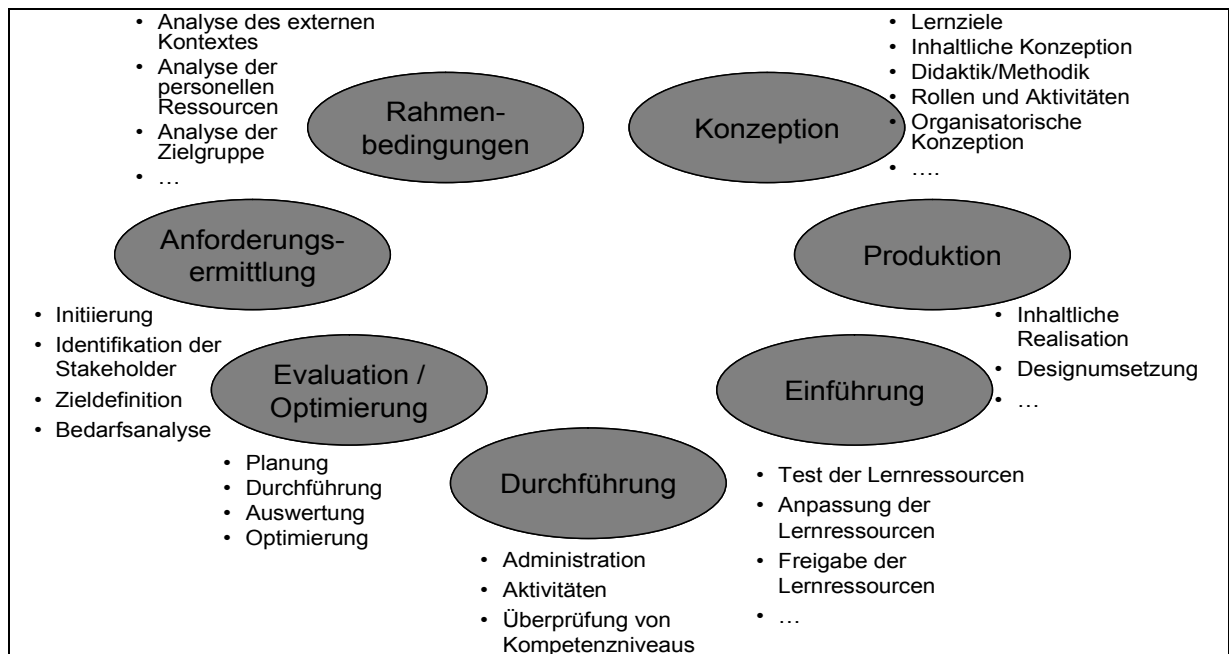 • Analyse des externen
Kontextes
• Analyse der
personellen
Ressourcen
• Analyse der
Zielgruppe
• …
Rahmen-
bedingungen
Konzeption
• Lernziele
• Inhaltliche Konzeption
• Didaktik/Methodik
• Rollen und Aktivitäten
• Organisatorische
Konzeption
• ….
Anforderungs-
ermittlung
• Initiierung
• Identifikation der
Stakeholder
• Zieldefinition
• Bedarfsanalyse
Produktion
• Inhaltliche
Realisation
• Designumsetzung
• …
Evaluation /
Optimierung
• Planung
• Durchführung
• Auswertung
• Optimierung
Durchführung
• Administration
• Aktivitäten
• Überprüfung von
Kompetenzniveaus
Einführung
• Test der Lernressourcen
• Anpassung der
Lernressourcen
• Freigabe der
Lernressourcen
• …